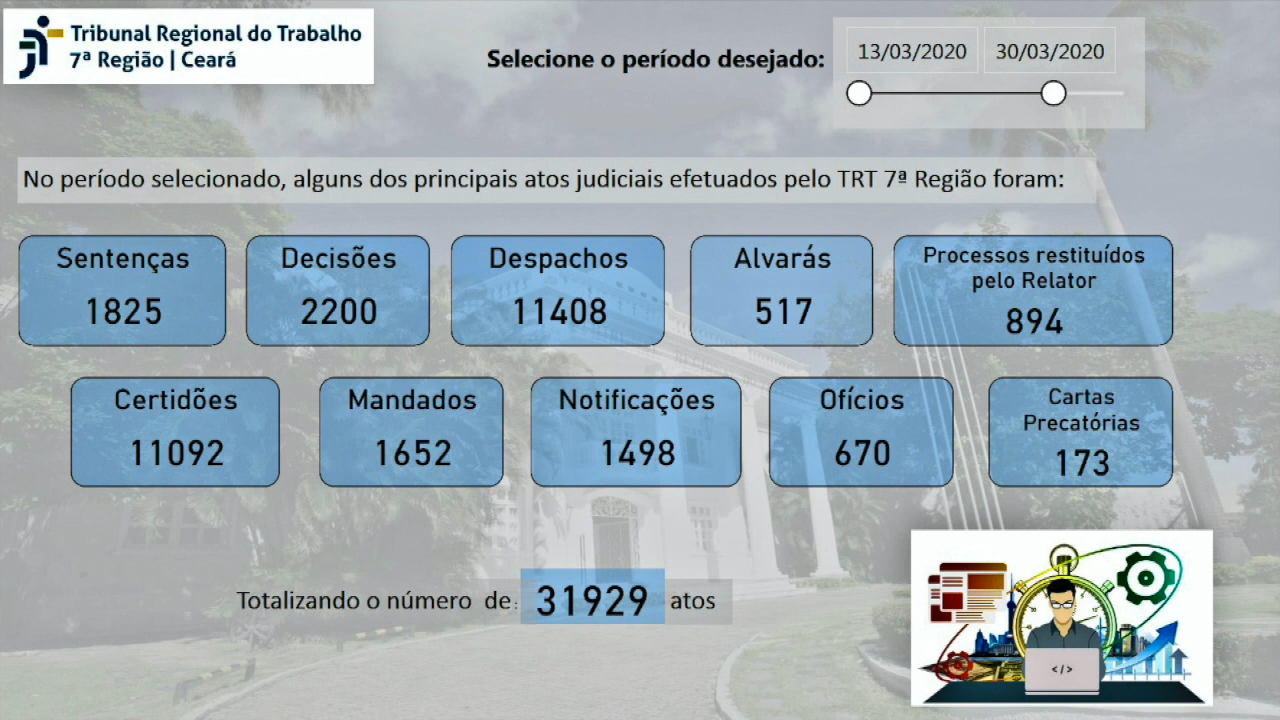 Tribunal Regional do Trabalho
7ª Região | Ceará
Selecione o período desejado:
13/03/2020 30/03/2020
No período selecionado, alguns dos principais atos judiciais efetuados pelo TRT 7ª Região foram:
Sentenças
1825
Decisões
2200
Despachos
11408
Alvarás
517
Processos restituídos
pelo Relator
894
Certidões
11092
Mandados
1652
Notificações
1498
Ofícios
670
Cartas
Precatórias
173
Totalizando o número de: 31929 atos
</>